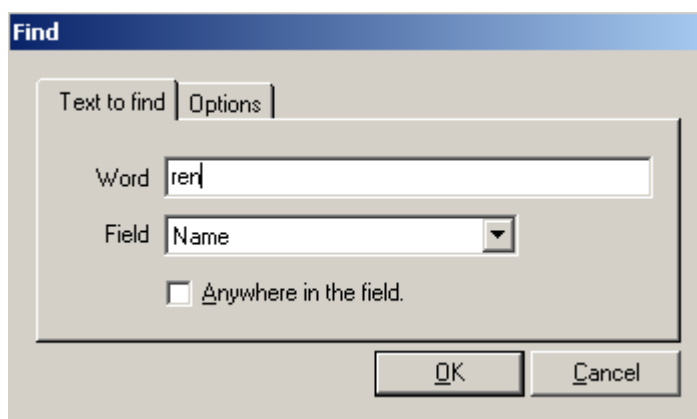 Find
Text to find Options
Word ren
Field Name
Anywhere in the field.
OK Cancel